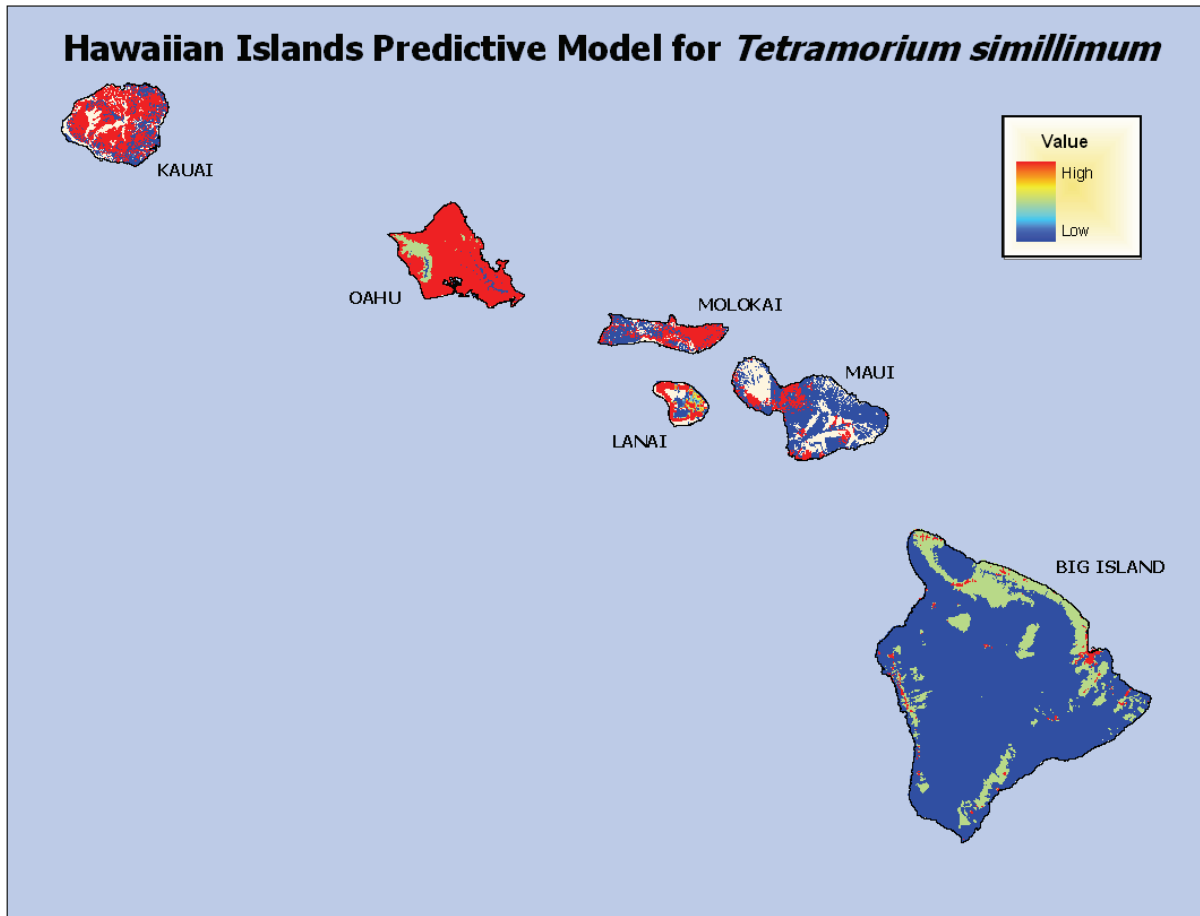 Hawaiian Islands Predictive Model for Tetramorium simillimum
KAUAI
Value
High
Low
OAHU
MOLOKAI
MAUI
LANAI
BIG ISLAND